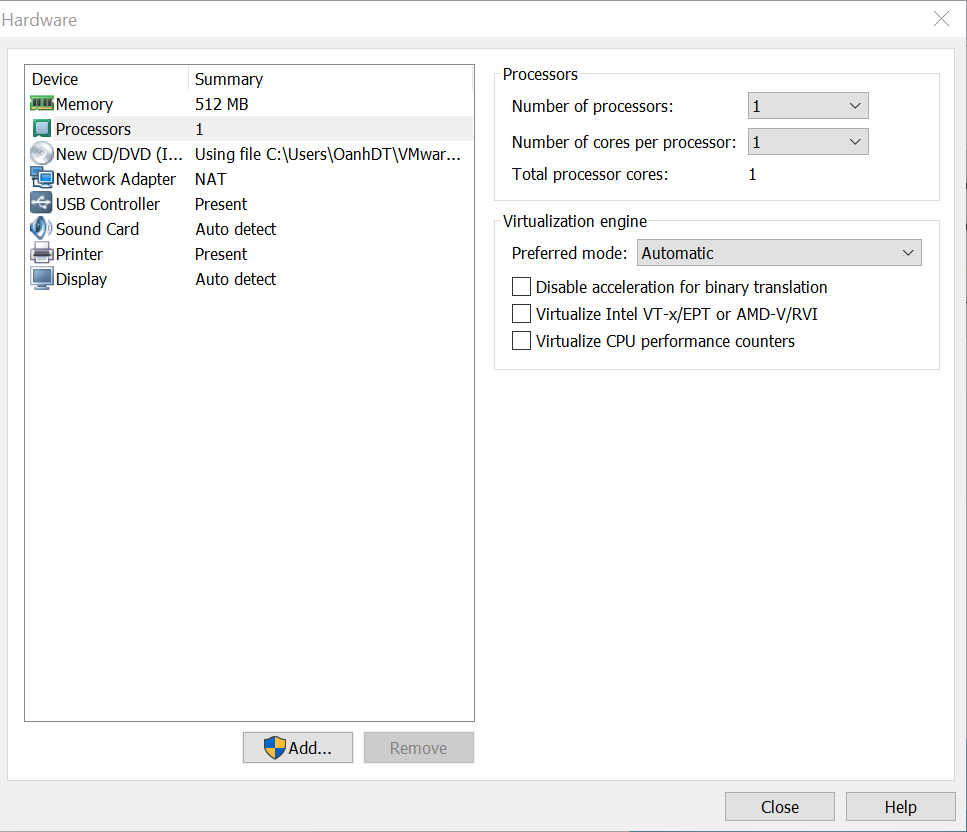 Hardware
Device Summary
Memory 512 MB
Processors 1
New CD/DVD (I... Using file C:\Users\OanhDT\VMwar...
Network Adapter NAT
USB Controller Present
Sound Card Auto detect
Printer Present
Display Auto detect
Add...
Remove
Processors
Number of processors: 1
Number of cores per processor: 1
Total processor cores: 1
Virtualization engine
Preferred mode: Automatic
Disable acceleration for binary translation
Virtualize Intel VT-x/EPT or AMD-V/RVI
Virtualize CPU performance counters
Close
Help